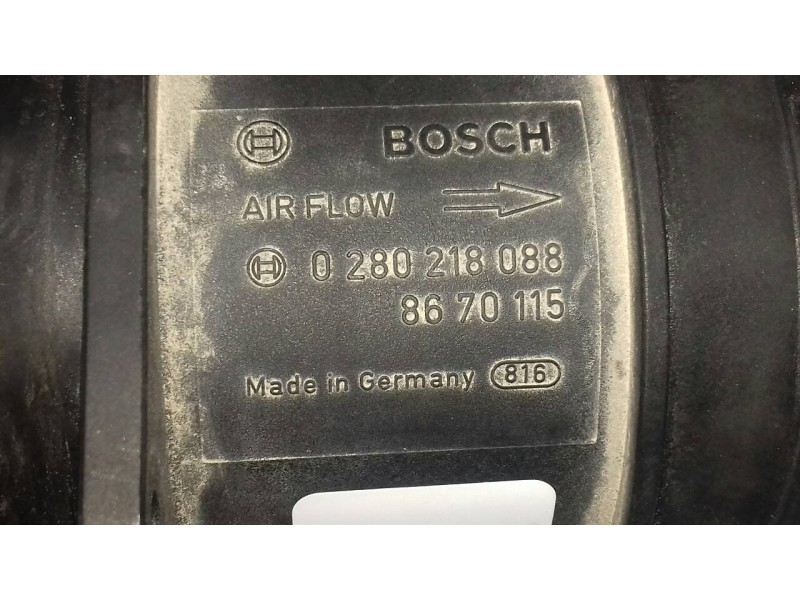 BOSCH
AIR FLOW
0 280 218 088
86 70 115
Made in Germany 816